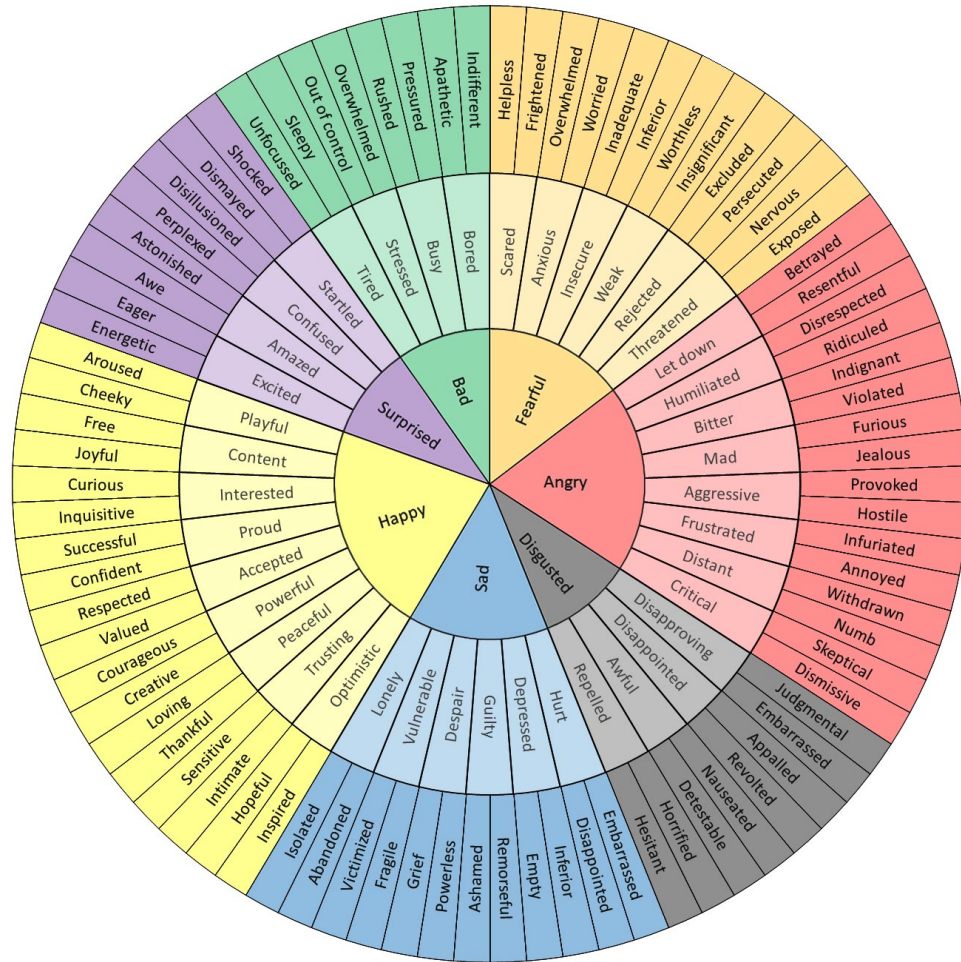 Fearful
Angry
Disgusted
Sad
Happy
Surprised
Bad
Scared
Anxious
Insecure
Weak
Rejected
Threatened
Let down
Humiliated
Bitter
Mad
Aggressive
Frustrated
Distant
Critical
Disapproving
Disappointed
Awful
Repelled
Hurt
Depressed
Guilty
Despair
Vulnerable
Lonely
Optimistic
Trusting
Peaceful
Powerful
Accepted
Proud
Interested
Content
Playful
Excited
Amazed
Confused
Startled
Tired
Stressed
Busy
Bored
Helpless
Frightened
Overwhelmed
Worried
Inadequate
Inferior
Worthless
Insignificant
Excluded
Persecuted
Nervous
Exposed
Betrayed
Resentful
Disrespected
Ridiculed
Indignant
Violated
Furious
Jealous
Provoked
Hostile
Infuriated
Annoyed
Withdrawn
Numb
Skeptical
Dismissive
Judgmental
Embarrassed
Appalled
Revolted
Nauseated
Detestable
Horrified
Hesitant
Embarrassed
Disappointed
Inferior
Empty
Remorseful
Ashamed
Powerless
Grief
Fragile
Victimized
Abandoned
Isolated
Inspired
Hopeful
Intimate
Sensitive
Thankful
Loving
Creative
Courageous
Valued
Respected
Confident
Successful
Inquisitive
Curious
Joyful
Free
Cheeky
Aroused
Energetic
Eager
Awe
Astonished
Perplexed
Disillusioned
Dismayed
Shocked
Unfocussed
Sleepy
Out of control
Overwhelmed
Rushed
Pressured
Apathetic
Indifferent